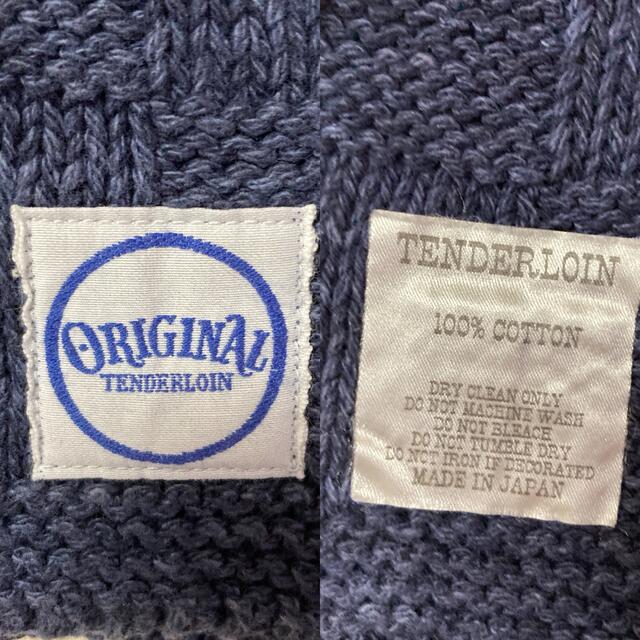 ORIGINAL
TENDERLOIN
TENDERLOIN
100% COTTON
DRY CLEAN ONLY
DO NOT MACHINE WASH
DO NOT BLEACE
DO NOT TUMBLE DRY
DO NOT IRON IF DECORATED
MADE IN JAPAN